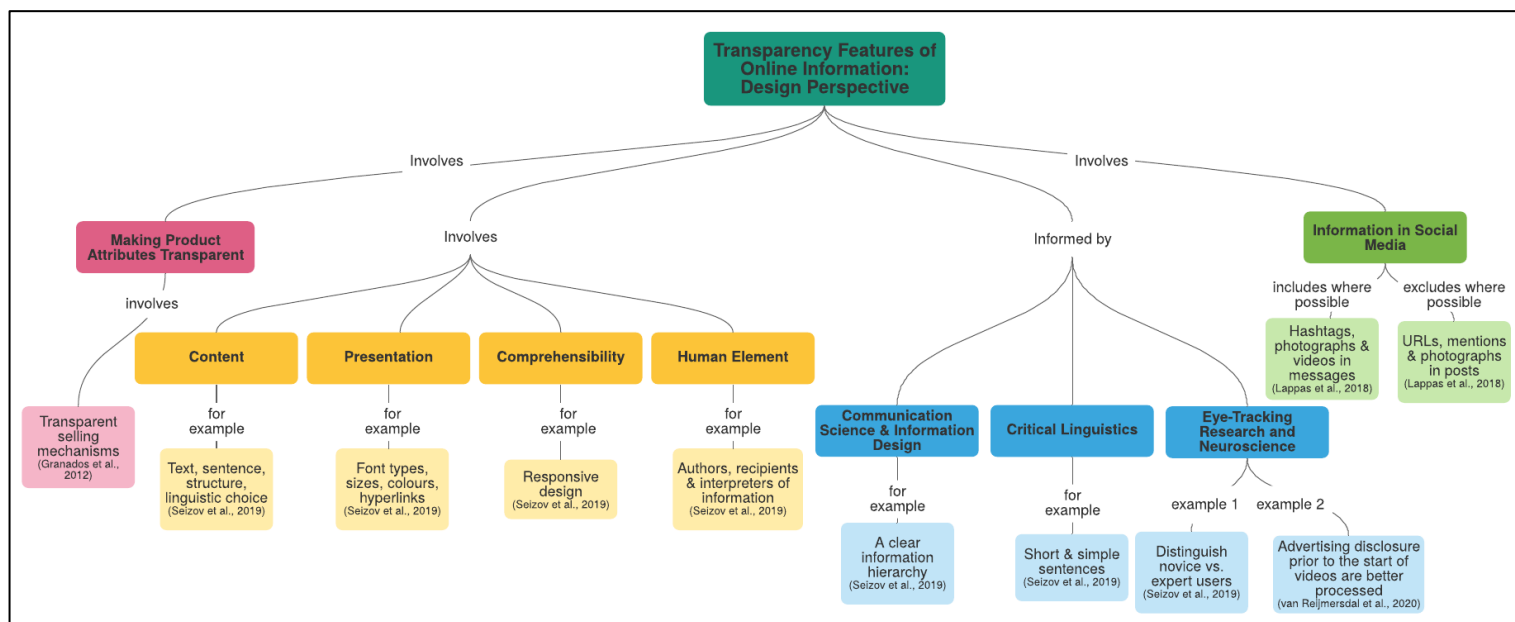 Transparency Features of
Online Information:
Design Perspective
Involves
Involves
Making Product
Attributes Transparent
Involves
Informed by
Information in Social
Media
involves
includes where
possible
excludes where
possible
Hashtags,
photographs &
videos in
messages
(Lappas et al., 2018)
URLs, mentions
& photographs
in posts
(Lappas et al., 2018)
Content
Presentation
Comprehensibility
Human Element
Transparent
selling
mechanisms
(Granados et al.,
2012)
for
example
for
example
for
example
for
example
Text, sentence,
structure,
linguistic choice
(Seizov et al., 2019)
Font types,
sizes, colours,
hyperlinks
(Seizov et al., 2019)
Responsive
design
(Seizov et al., 2019)
Authors, recipients
& interpreters of
information
(Seizov et al., 2019)
Communication
Science & Information
Design
Critical Linguistics
Eye-Tracking
Research and
Neuroscience
for
example
for
example
example 1
example 2
A clear
information
hierarchy
(Seizov et al., 2019)
Short & simple
sentences
(Seizov et al., 2019)
Distinguish
novice vs.
expert users
(Seizov et al., 2019)
Advertising disclosure
prior to the start of
videos are better
processed
(van Reijmersdal et al., 2020)